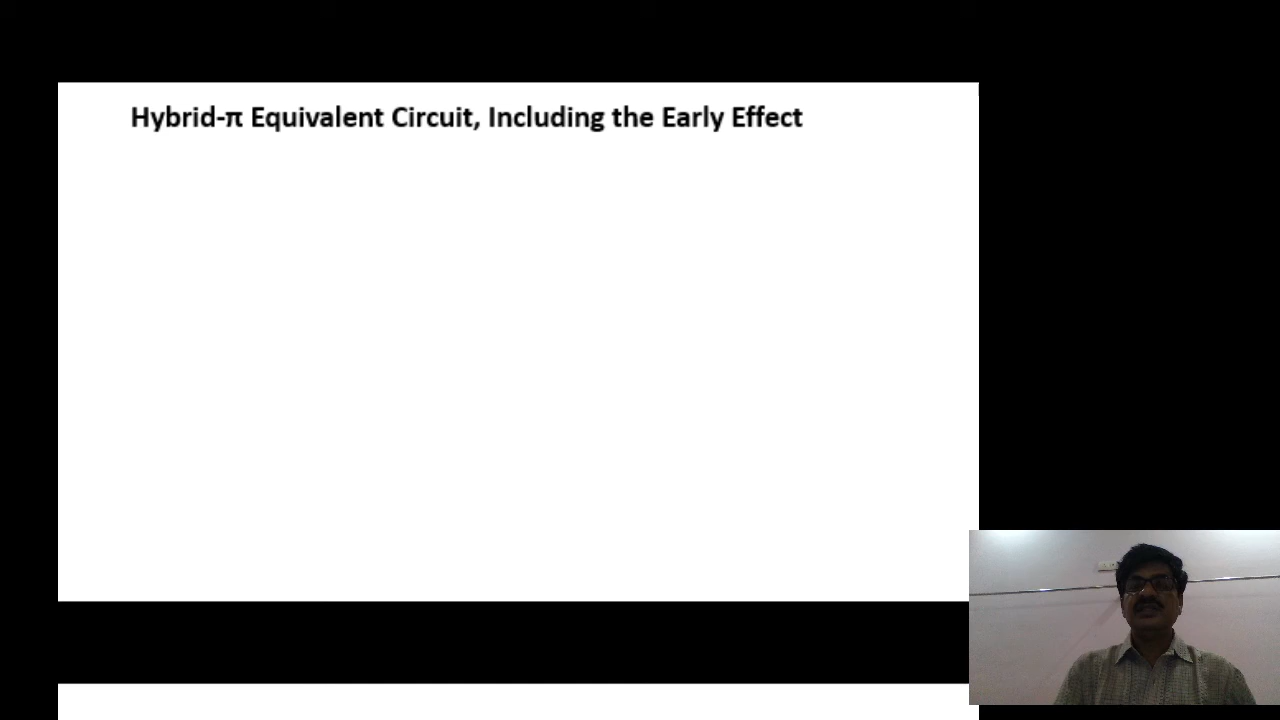 Hybrid-π Equivalent Circuit, Including the Early Effect